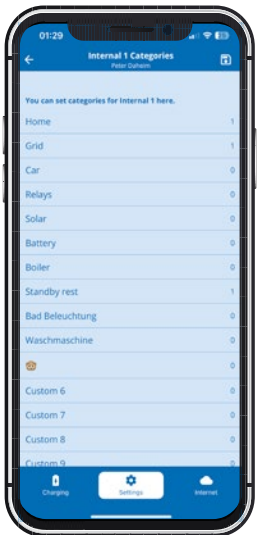 01:29
Internal 1 Categories
Peter Daheim
You can set categories for Internal 1 here.
Home 1
Grid 1
Car 0
Relays 0
Solar 0
Battery 0
Boiler 0
Standby rest 1
Bad Beleuchtung 0
Waschmaschine 0
🤠 0
Custom 6 0
Custom 7 0
Custom 8 0
Custom 9 0
Charging Settings Internet